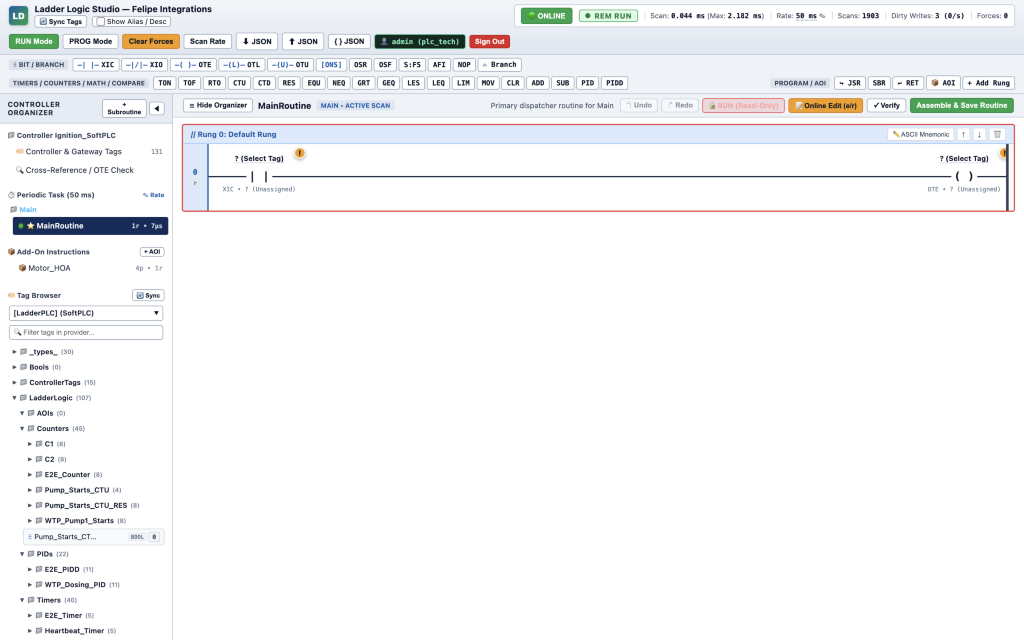 LD
Ladder Logic Studio — Felipe Integrations
Sync Tags
Show Alias / Desc
ONLINE
REM RUN
Scan: 0.044 ms (Max: 2.182 ms)
Rate: 50 ms
Scans: 1903
Dirty Writes: 3 (0/s)
Forces: 0
RUN Mode
PROG Mode
Clear Forces
Scan Rate
⬇ JSON
⬆ JSON
{ } JSON
admin (plc_tech)
Sign Out
BIT / BRANCH
—| |— XIC
—|/|— XIO
—( )— OTE
—(L)— OTL
—(U)— OTU
[ONS]
OSR
OSF
S:FS
AFI
NOP
Branch
TIMERS / COUNTERS / MATH / COMPARE
TON
TOF
RTO
CTU
CTD
RES
EQU
NEQ
GRT
GEQ
LES
LEQ
LIM
MOV
CLR
ADD
SUB
PID
PIDD
PROGRAM / AOI
↪ JSR
SBR
↩ RET
AOI
+ Add Rung
CONTROLLER
ORGANIZER
+
Subroutine
◀
≡ Hide Organizer
MainRoutine
MAIN • ACTIVE SCAN
Primary dispatcher routine for Main
Undo
Redo
RUN (Read-Only)
Online Edit (e/r)
✓ Verify
Assemble & Save Routine
Controller Ignition_SoftPLC
Controller & Gateway Tags 131
Cross-Reference / OTE Check
Periodic Task (50 ms)
Rate
Main
MainRoutine 1r • 7µs
Add-On Instructions
+ AOI
Motor_HOA 4p • 1r
Tag Browser
Sync
[LadderPLC] (SoftPLC) ▼
Filter tags in provider...
▶ _types_ (30)
▶ Bools (0)
▶ ControllerTags (15)
▼ LadderLogic (107)
▼ AOIs (0)
▼ Counters (45)
▶ C1 (8)
▶ C2 (8)
▶ E2E_Counter (8)
▶ Pump_Starts_CTU (4)
▶ Pump_Starts_CTU_RES (8)
▶ WTP_Pump1_Starts (8)
Pump_Starts_CT... BOOL 0
▼ PIDs (22)
▶ E2E_PIDD (11)
▶ WTP_Dosing_PID (11)
▼ Timers (40)
▶ E2E_Timer (5)
▶ Heartbeat_Timer (5)
// Rung 0: Default Rung
ASCII Mnemonic
↑
↓
0
r
? (Select Tag)
!
XIC • ? (Unassigned)
? (Select Tag)
!
( )
OTE • ? (Unassigned)